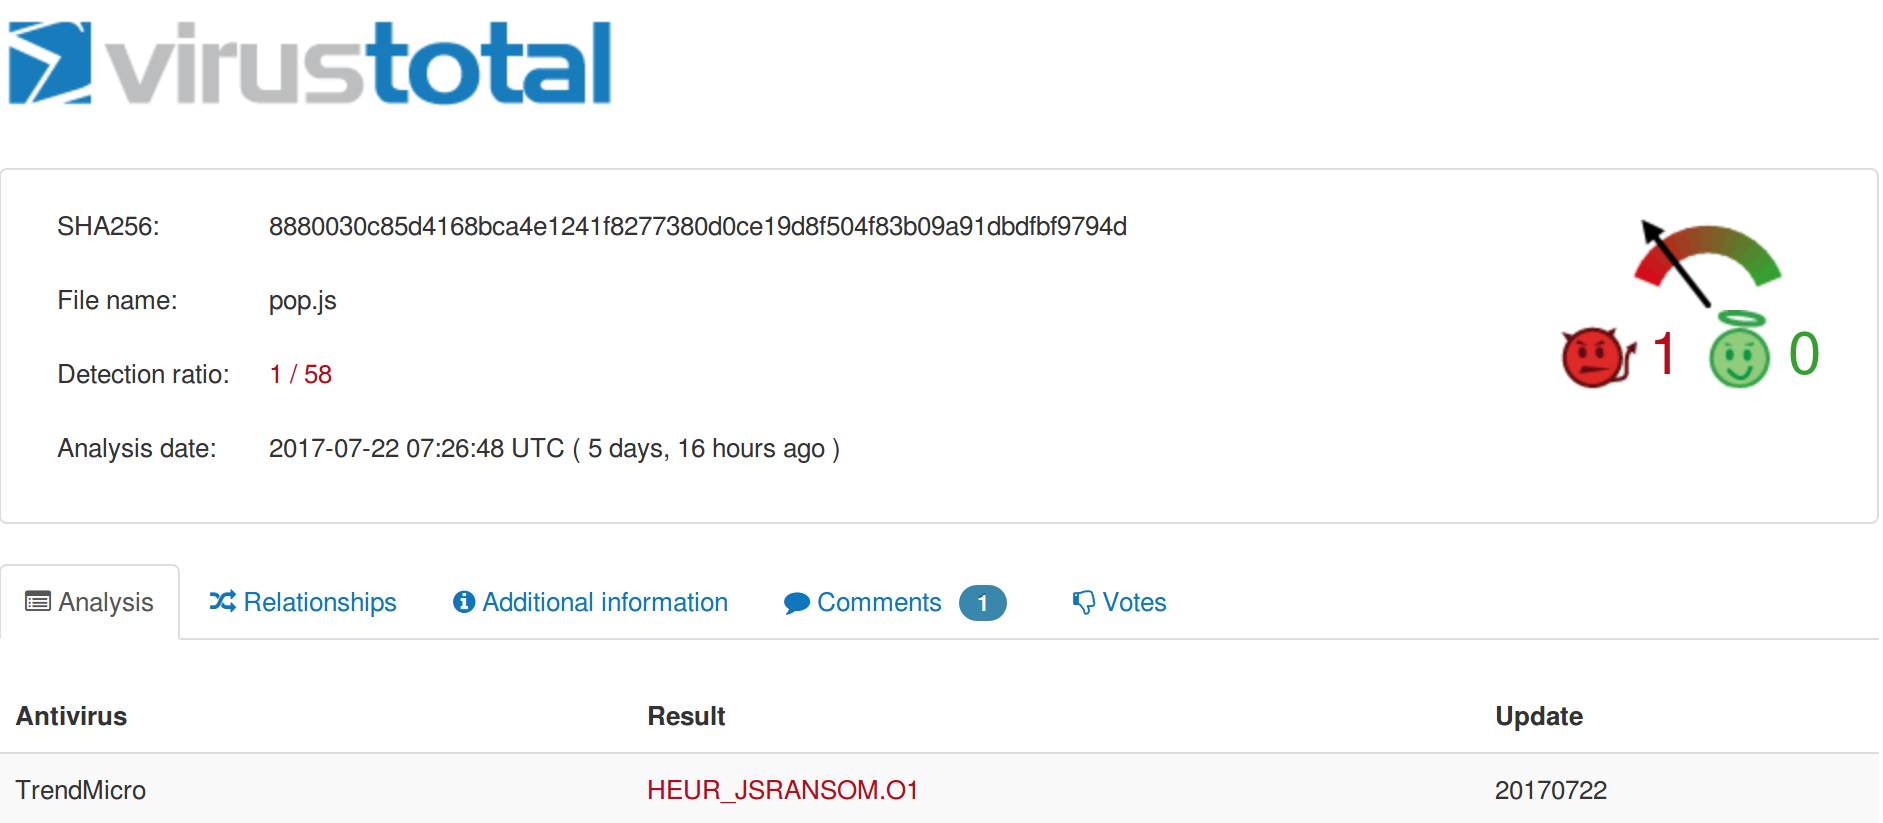 virustotal
SHA256: 8880030c85d4168bca4e1241f8277380d0ce19d8f504f83b09a91dbdfbf9794d
File name: pop.js
Detection ratio: 1 / 58
Analysis date: 2017-07-22 07:26:48 UTC ( 5 days, 16 hours ago )
1 0
Analysis Relationships Additional information Comments 1 Votes
Antivirus Result Update
TrendMicro HEUR_JSRANSOM.O1 20170722